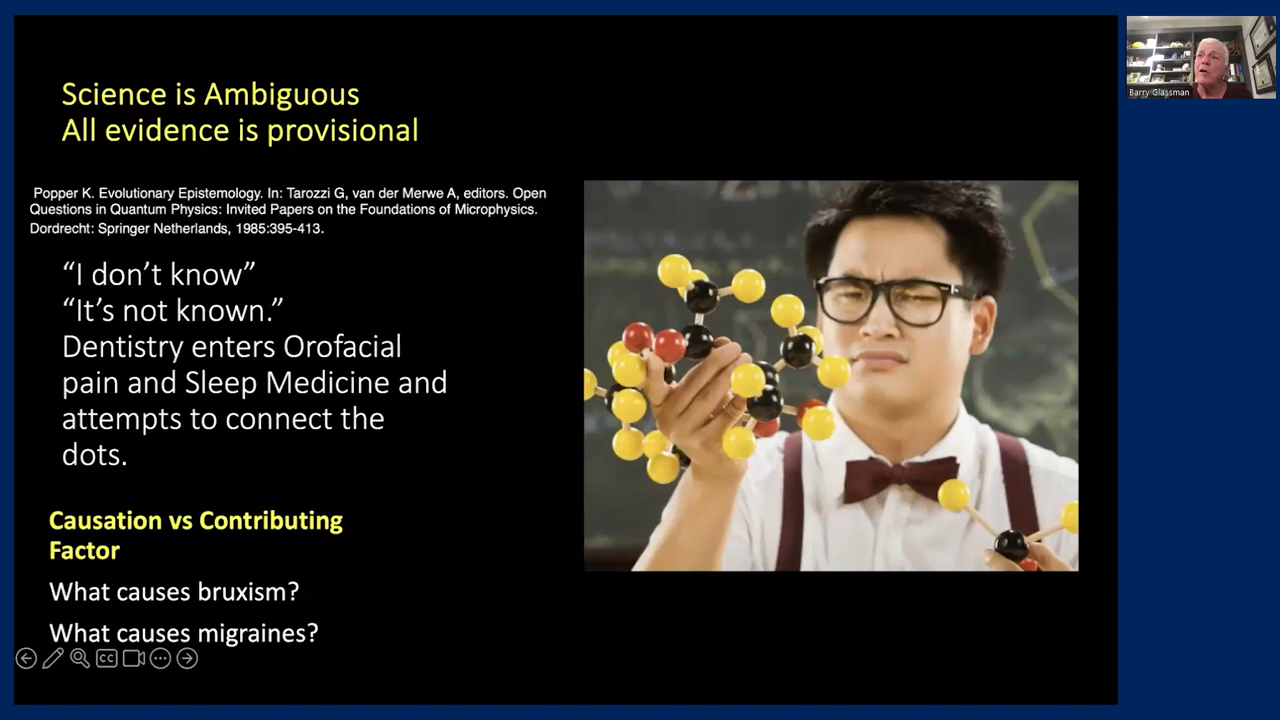 Science is Ambiguous
All evidence is provisional
Popper K. Evolutionary Epistemology. In: Tarozzi G, van der Merwe A, editors. Open
Questions in Quantum Physics: Invited Papers on the Foundations of Microphysics.
Dordrecht: Springer Netherlands, 1985:395-413.
“I don’t know”
“It’s not known.”
Dentistry enters Orofacial
pain and Sleep Medicine and
attempts to connect the
dots.
Causation vs Contributing
Factor
What causes bruxism?
What causes migraines?
CC
Barry Glassman